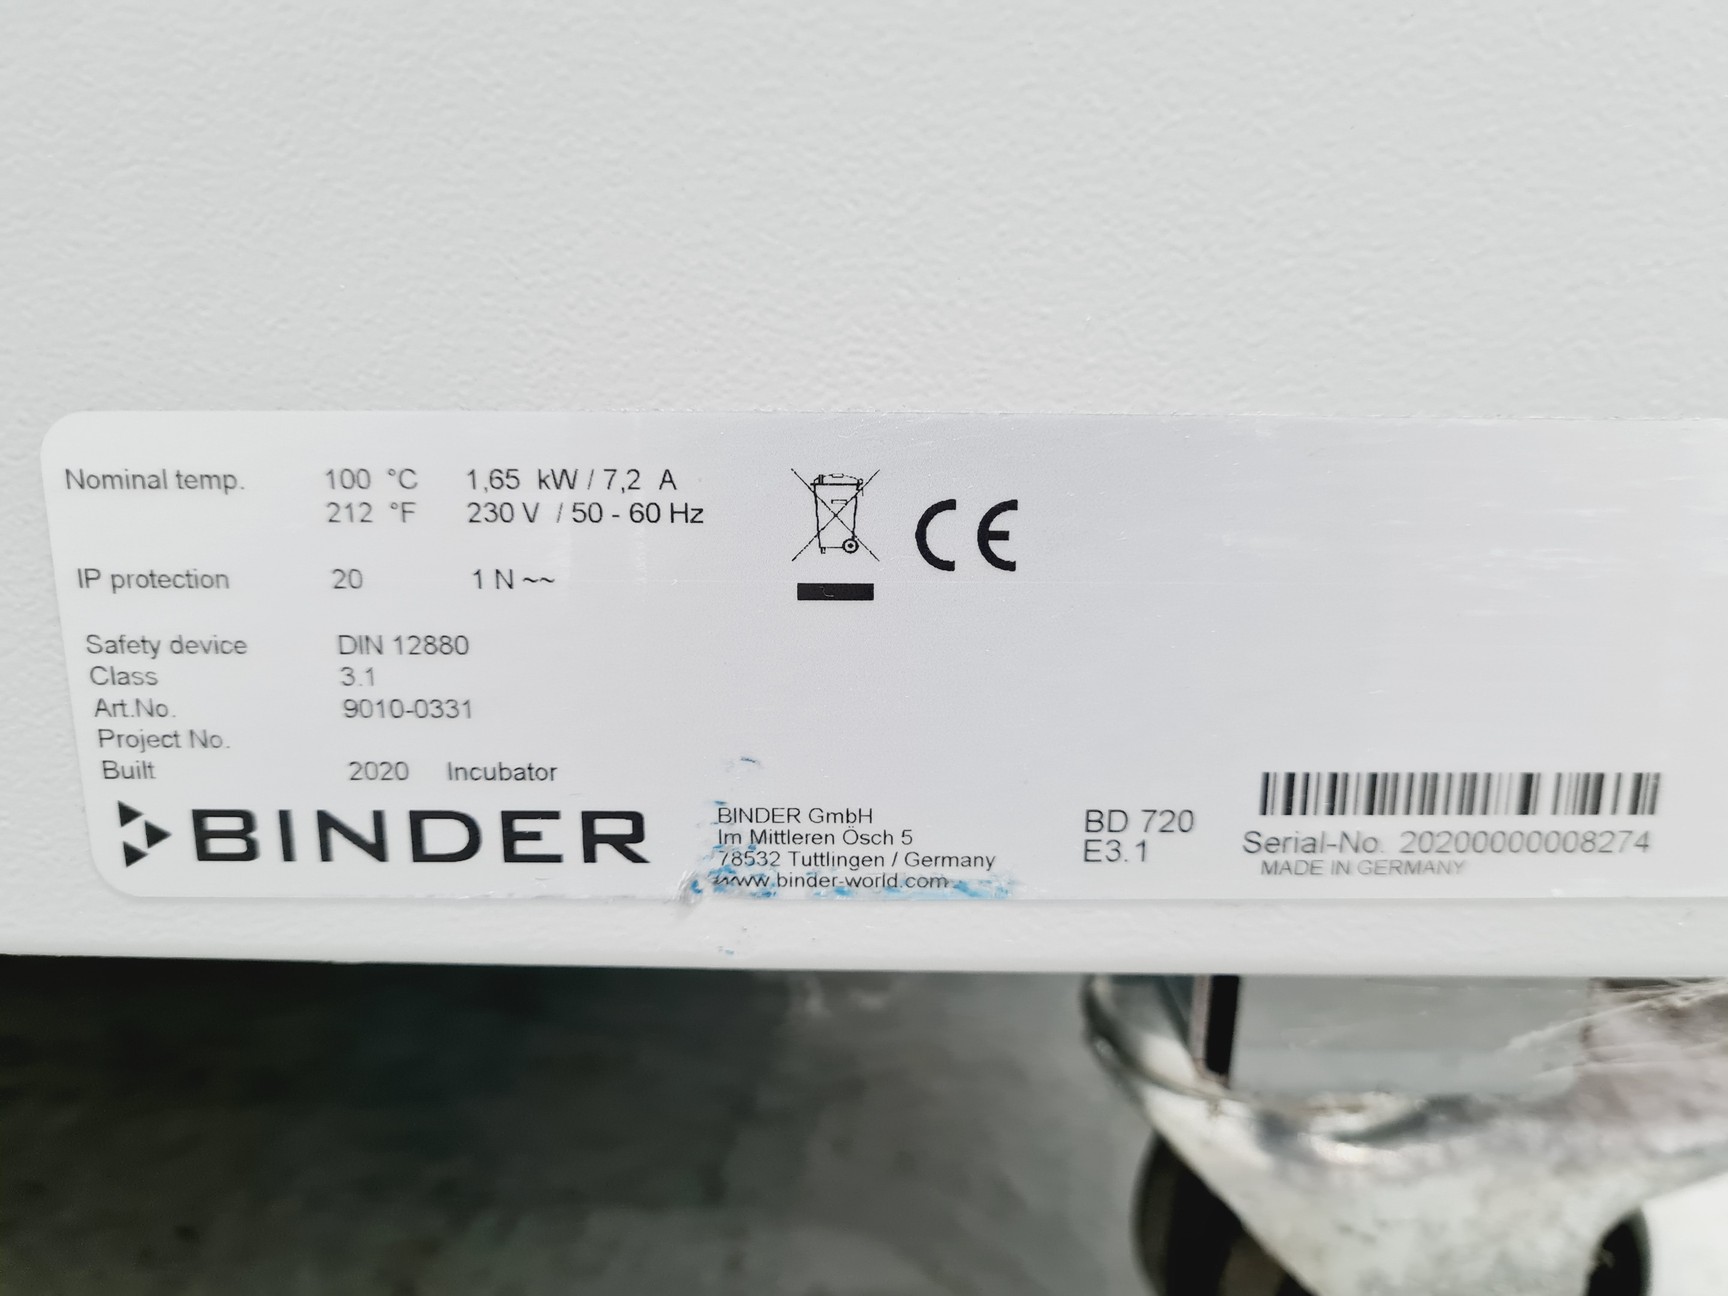 Nominal temp. 100 °C 1,65 kW / 7,2 A
212 °F 230 V / 50 - 60 Hz
IP protection 20 1 N ~~
CE
Safety device DIN 12880
Class 3.1
Art.No. 9010-0331
Project No.
Built 2020 Incubator
BINDER
BINDER GmbH
Im Mittleren Ösch 5
78532 Tuttlingen / Germany
www.binder-world.com
BD 720
E3.1
Serial-No. 20200000008274
MADE IN GERMANY